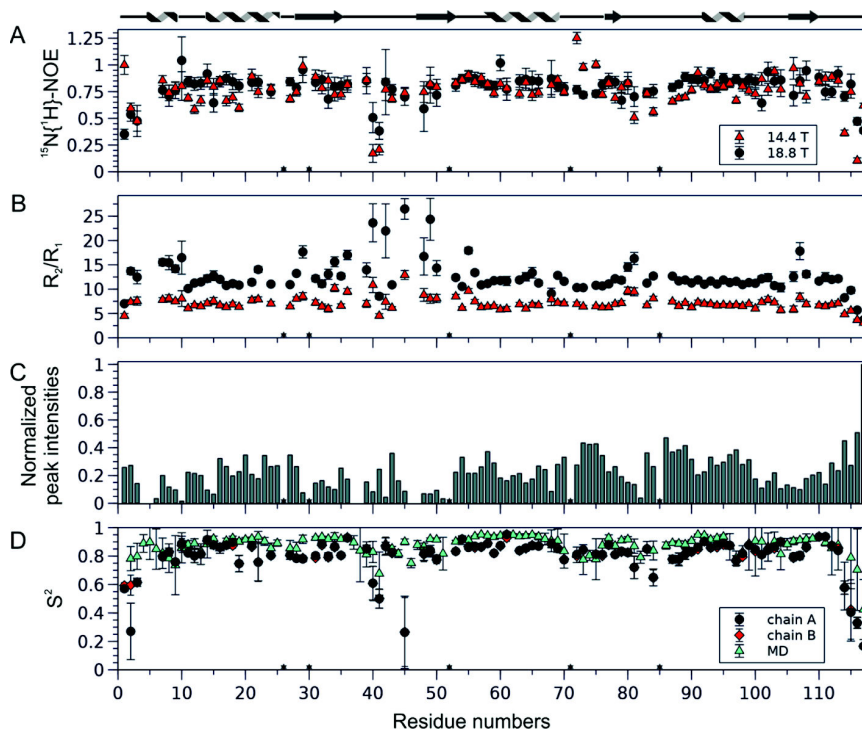 A
¹⁵N{¹H}-NOE
1.25
1
0.75
0.5
0.25
0
14.4 T
18.8 T
B
R₂/R₁
25
20
15
10
5
0
C
Normalized
peak intensities
1
0.8
0.6
0.4
0.2
0
D
S²
1
0.8
0.6
0.4
0.2
0
chain A
chain B
MD
0 10 20 30 40 50 60 70 80 90 100 110
Residue numbers